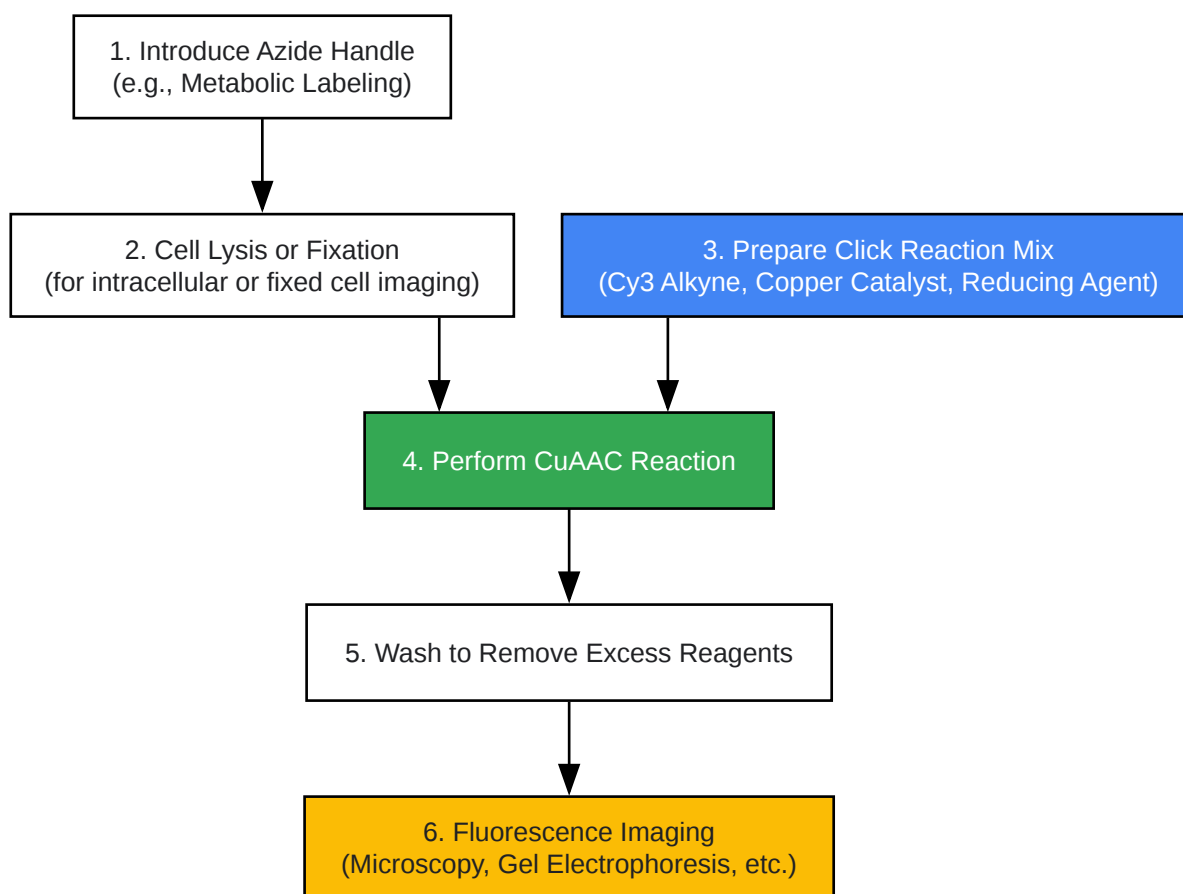 1. Introduce Azide Handle
(e.g., Metabolic Labeling)
2. Cell Lysis or Fixation
(for intracellular or fixed cell imaging)
3. Prepare Click Reaction Mix
(Cy3 Alkyne, Copper Catalyst, Reducing Agent)
4. Perform CuAAC Reaction
5. Wash to Remove Excess Reagents
6. Fluorescence Imaging
(Microscopy, Gel Electrophoresis, etc.)